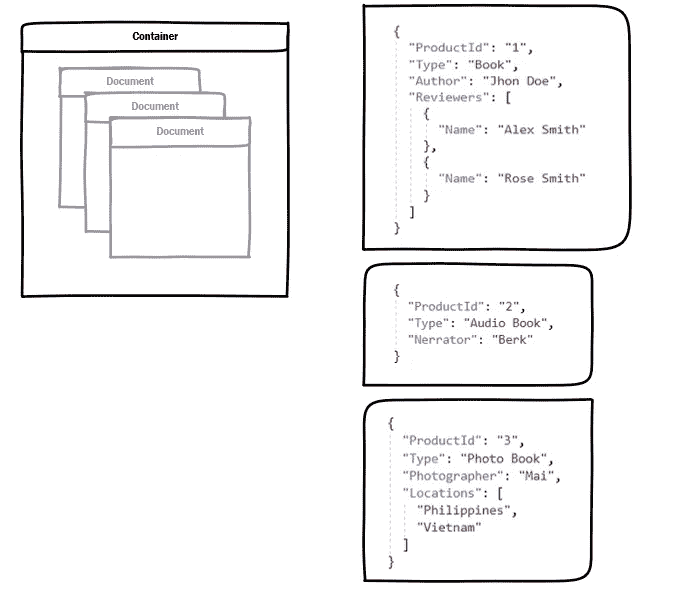 Container
Document
Document
Document
{
"ProductId": "1",
"Type": "Book",
"Author": "Jhon Doe",
"Reviewers": [
{
"Name": "Alex Smith"
},
{
"Name": "Rose Smith"
}
]
}
{
"ProductId": "2",
"Type": "Audio Book",
"Nerrator": "Berk"
}
{
"ProductId": "3",
"Type": "Photo Book",
"Photographer": "Mai",
"Locations": [
"Philippines",
"Vietnam"
]
}